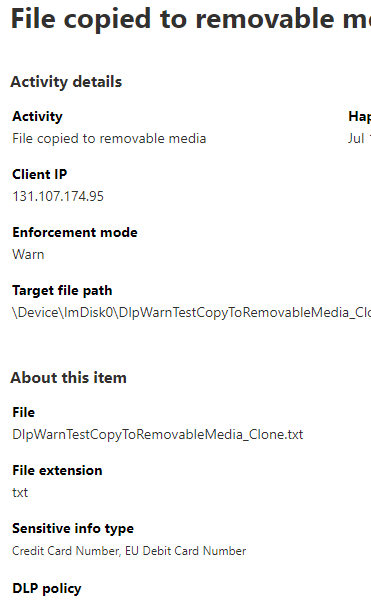 File copied to removable m
Activity details
Activity
Hap
File copied to removable media
Jul
Client IP
131.107.174.95
Enforcement mode
Warn
Target file path
\Device\ImDisk0\DlpWarnTestCopyToRemovableMedia_Clo
About this item
File
DlpWarnTestCopyToRemovableMedia_Clone.txt
File extension
txt
Sensitive info type
Credit Card Number, EU Debit Card Number
DLP policy